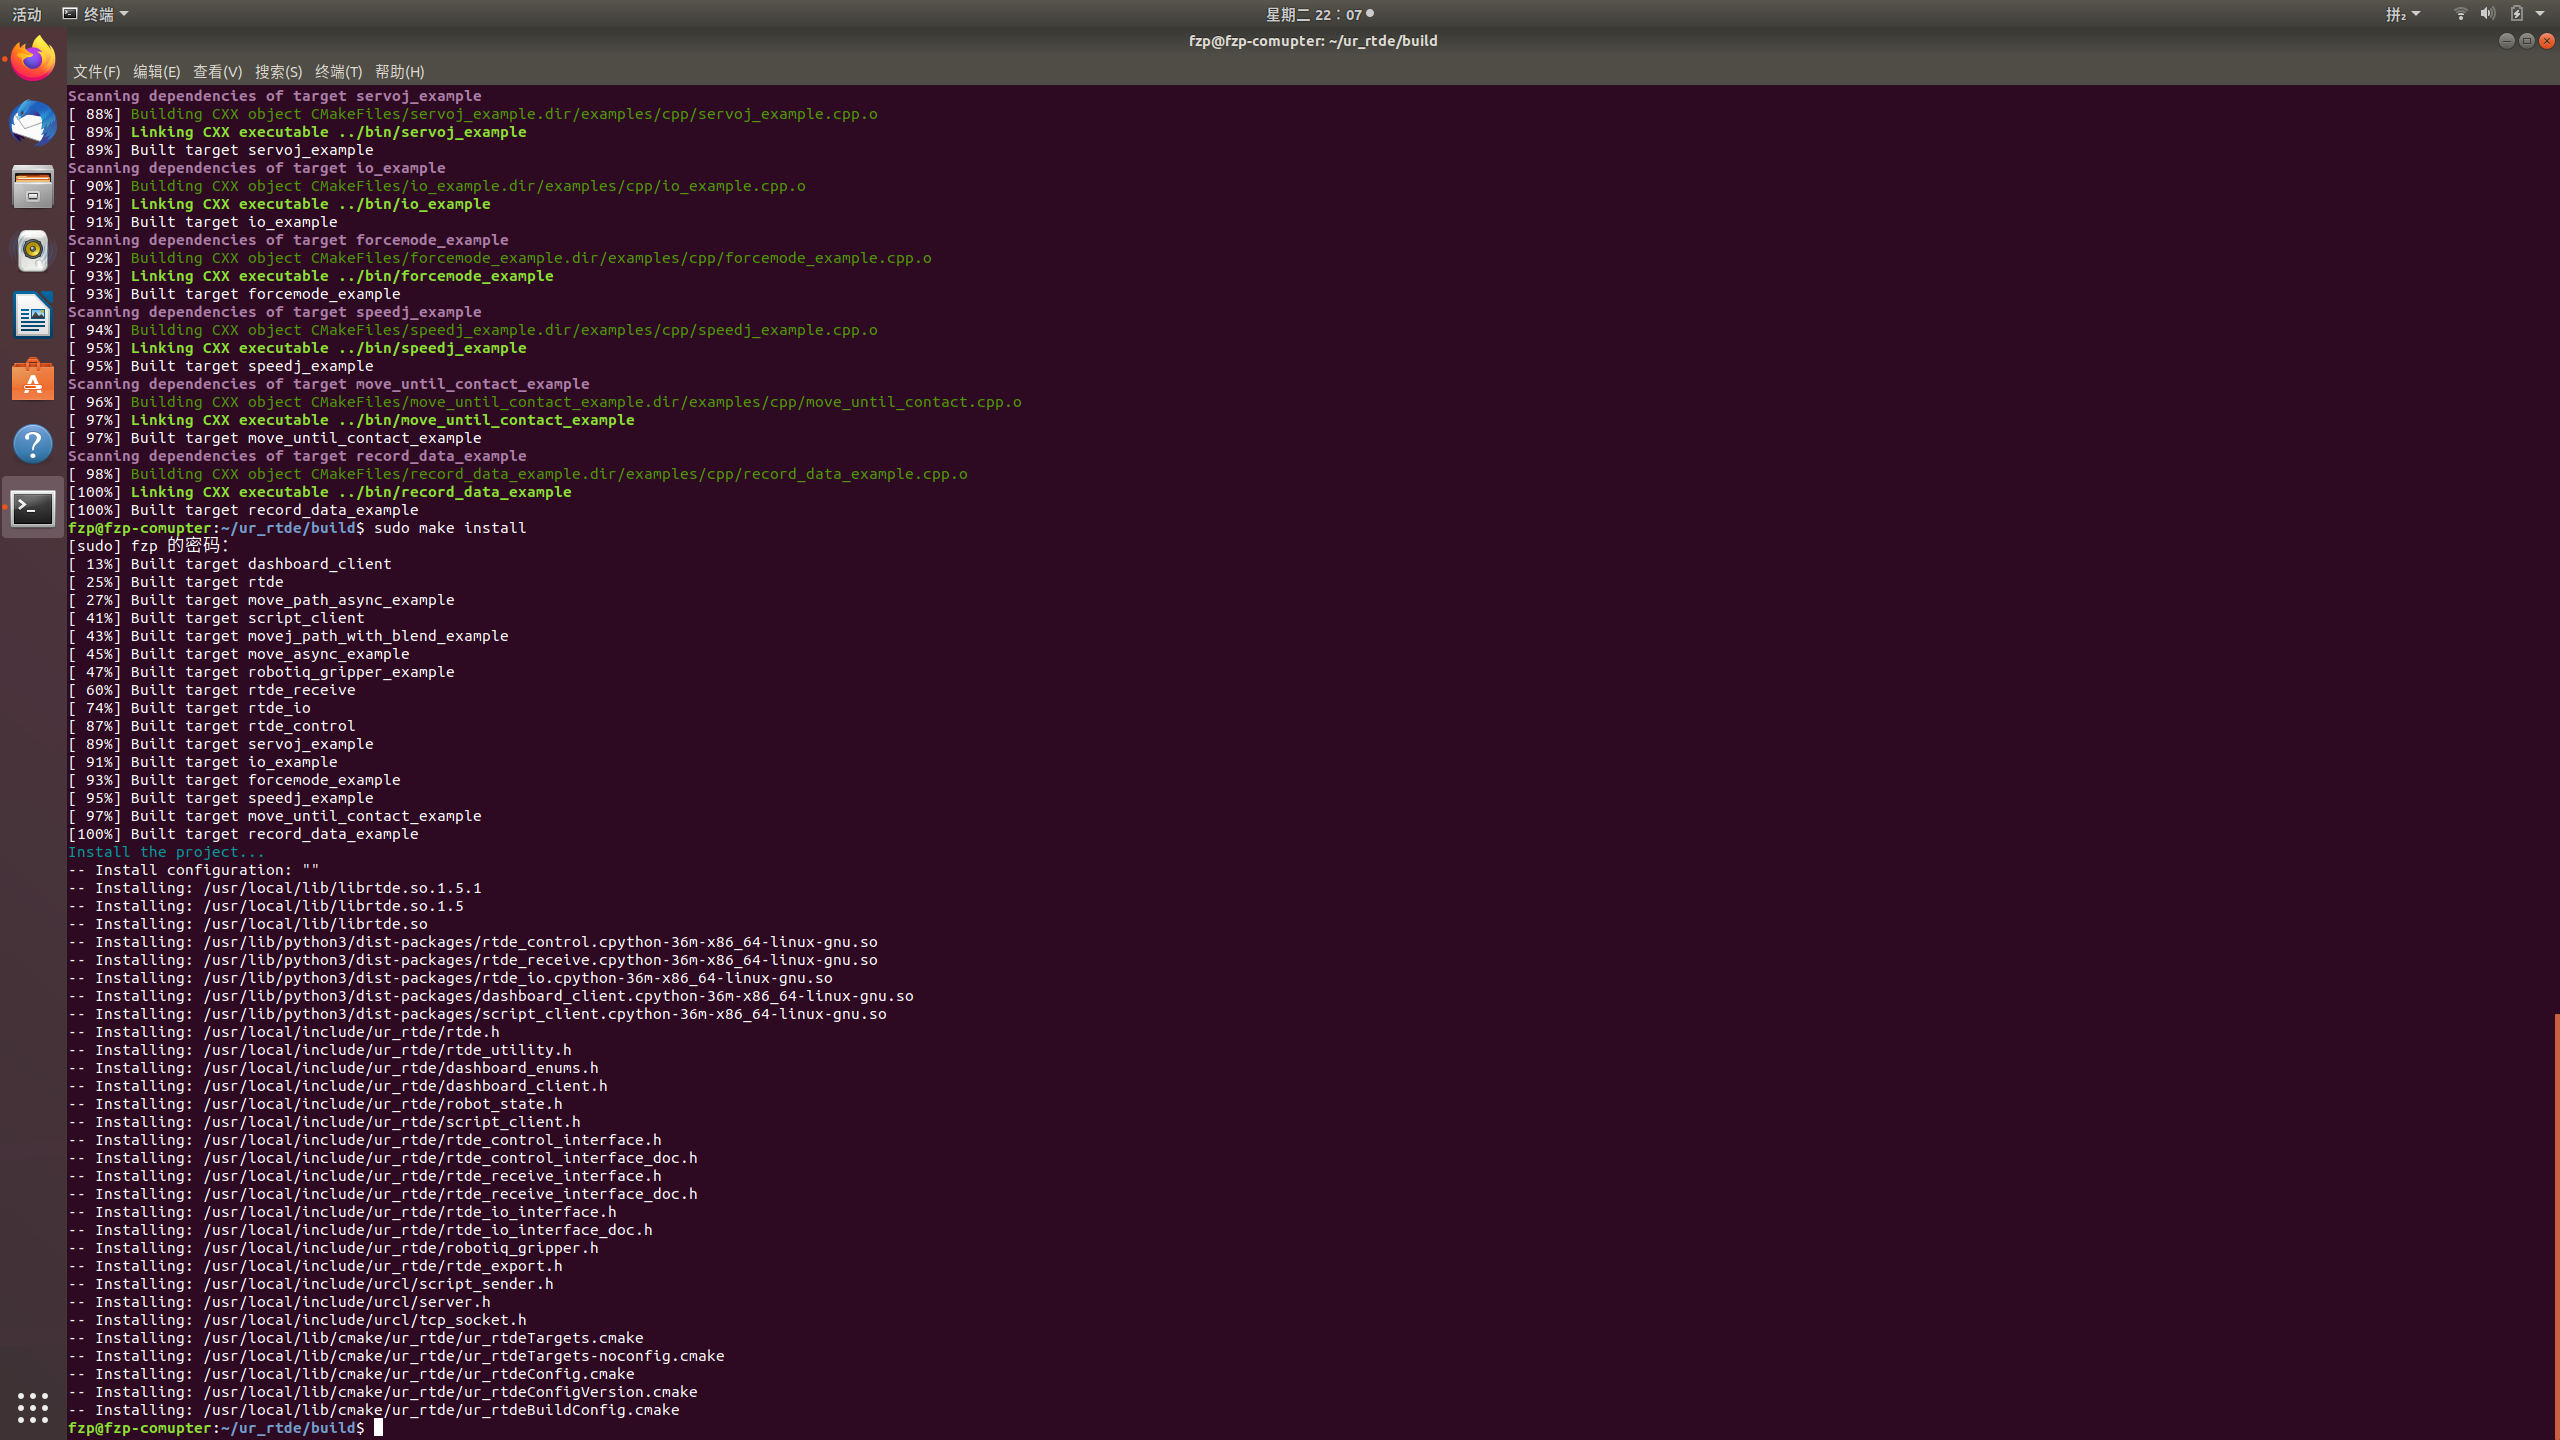 活动 终端 星期二 22：07 拼₂
fzp@fzp-comupter: ~/ur_rtde/build
文件(F) 编辑(E) 查看(V) 搜索(S) 终端(T) 帮助(H)
Scanning dependencies of target servoj_example
[ 88%] Building CXX object CMakeFiles/servoj_example.dir/examples/cpp/servoj_example.cpp.o
[ 89%] Linking CXX executable ../bin/servoj_example
[ 89%] Built target servoj_example
Scanning dependencies of target io_example
[ 90%] Building CXX object CMakeFiles/io_example.dir/examples/cpp/io_example.cpp.o
[ 91%] Linking CXX executable ../bin/io_example
[ 91%] Built target io_example
Scanning dependencies of target forcemode_example
[ 92%] Building CXX object CMakeFiles/forcemode_example.dir/examples/cpp/forcemode_example.cpp.o
[ 93%] Linking CXX executable ../bin/forcemode_example
[ 93%] Built target forcemode_example
Scanning dependencies of target speedj_example
[ 94%] Building CXX object CMakeFiles/speedj_example.dir/examples/cpp/speedj_example.cpp.o
[ 95%] Linking CXX executable ../bin/speedj_example
[ 95%] Built target speedj_example
Scanning dependencies of target move_until_contact_example
[ 96%] Building CXX object CMakeFiles/move_until_contact_example.dir/examples/cpp/move_until_contact.cpp.o
[ 97%] Linking CXX executable ../bin/move_until_contact_example
[ 97%] Built target move_until_contact_example
Scanning dependencies of target record_data_example
[ 98%] Building CXX object CMakeFiles/record_data_example.dir/examples/cpp/record_data_example.cpp.o
[100%] Linking CXX executable ../bin/record_data_example
[100%] Built target record_data_example
fzp@fzp-comupter:~/ur_rtde/build$ sudo make install
[sudo] fzp 的密码：
[ 13%] Built target dashboard_client
[ 25%] Built target rtde
[ 27%] Built target move_path_async_example
[ 41%] Built target script_client
[ 43%] Built target movej_path_with_blend_example
[ 45%] Built target move_async_example
[ 47%] Built target robotiq_gripper_example
[ 60%] Built target rtde_receive
[ 74%] Built target rtde_io
[ 87%] Built target rtde_control
[ 89%] Built target servoj_example
[ 91%] Built target io_example
[ 93%] Built target forcemode_example
[ 95%] Built target speedj_example
[ 97%] Built target move_until_contact_example
[100%] Built target record_data_example
Install the project...
-- Install configuration: ""
-- Installing: /usr/local/lib/librtde.so.1.5.1
-- Installing: /usr/local/lib/librtde.so.1.5
-- Installing: /usr/local/lib/librtde.so
-- Installing: /usr/lib/python3/dist-packages/rtde_control.cpython-36m-x86_64-linux-gnu.so
-- Installing: /usr/lib/python3/dist-packages/rtde_receive.cpython-36m-x86_64-linux-gnu.so
-- Installing: /usr/lib/python3/dist-packages/rtde_io.cpython-36m-x86_64-linux-gnu.so
-- Installing: /usr/lib/python3/dist-packages/dashboard_client.cpython-36m-x86_64-linux-gnu.so
-- Installing: /usr/lib/python3/dist-packages/script_client.cpython-36m-x86_64-linux-gnu.so
-- Installing: /usr/local/include/ur_rtde/rtde.h
-- Installing: /usr/local/include/ur_rtde/rtde_utility.h
-- Installing: /usr/local/include/ur_rtde/dashboard_enums.h
-- Installing: /usr/local/include/ur_rtde/dashboard_client.h
-- Installing: /usr/local/include/ur_rtde/robot_state.h
-- Installing: /usr/local/include/ur_rtde/script_client.h
-- Installing: /usr/local/include/ur_rtde/rtde_control_interface.h
-- Installing: /usr/local/include/ur_rtde/rtde_control_interface_doc.h
-- Installing: /usr/local/include/ur_rtde/rtde_receive_interface.h
-- Installing: /usr/local/include/ur_rtde/rtde_receive_interface_doc.h
-- Installing: /usr/local/include/ur_rtde/rtde_io_interface.h
-- Installing: /usr/local/include/ur_rtde/rtde_io_interface_doc.h
-- Installing: /usr/local/include/ur_rtde/robotiq_gripper.h
-- Installing: /usr/local/include/ur_rtde/rtde_export.h
-- Installing: /usr/local/include/urcl/script_sender.h
-- Installing: /usr/local/include/urcl/server.h
-- Installing: /usr/local/include/urcl/tcp_socket.h
-- Installing: /usr/local/lib/cmake/ur_rtde/ur_rtdeTargets.cmake
-- Installing: /usr/local/lib/cmake/ur_rtde/ur_rtdeTargets-noconfig.cmake
-- Installing: /usr/local/lib/cmake/ur_rtde/ur_rtdeConfig.cmake
-- Installing: /usr/local/lib/cmake/ur_rtde/ur_rtdeConfigVersion.cmake
-- Installing: /usr/local/lib/cmake/ur_rtde/ur_rtdeBuildConfig.cmake
fzp@fzp-comupter:~/ur_rtde/build$